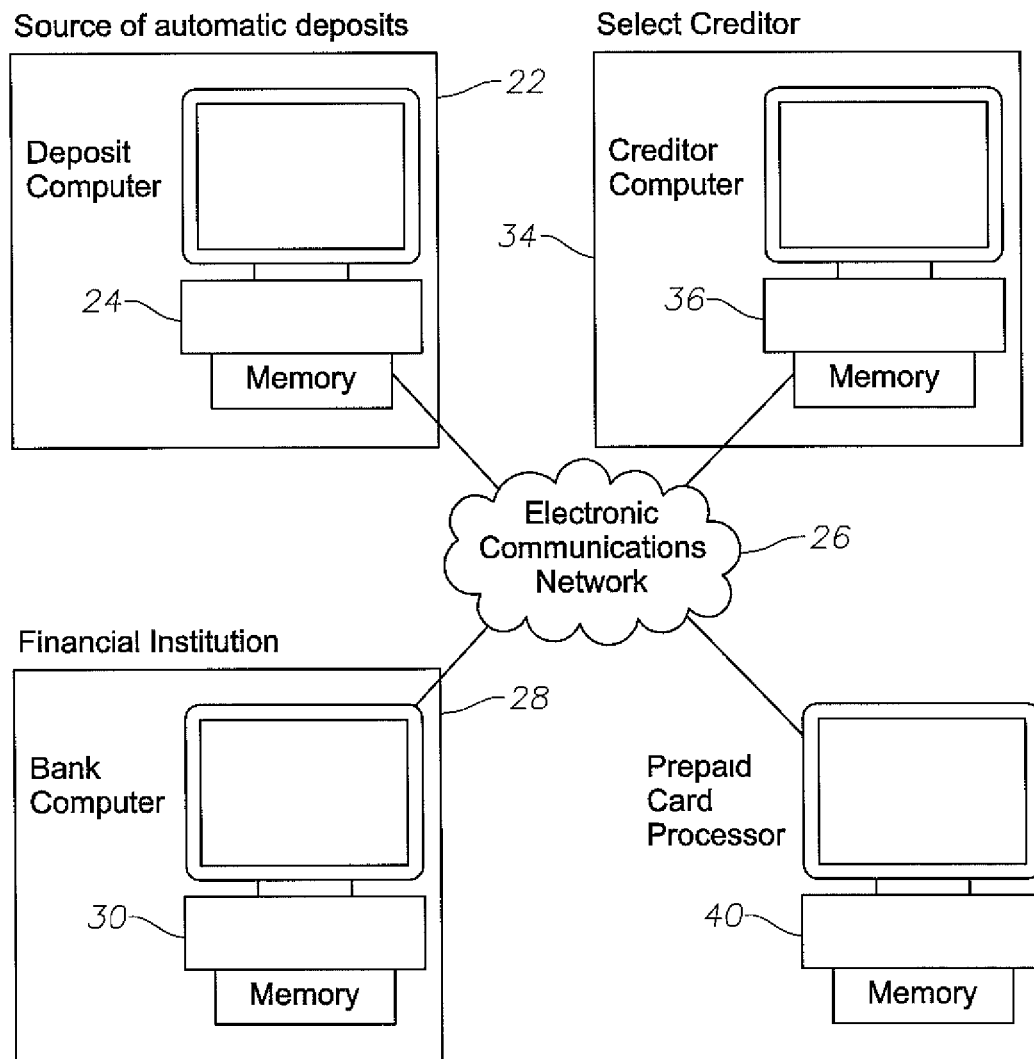 Source of automatic deposits
Select Creditor
22
Deposit
Computer
Creditor
Computer
34
24
36
Memory
Memory
Electronic
Communications
Network
26
Financial Institution
28
Bank
Computer
Prepaid
Card
Processor
30
40
Memory
Memory